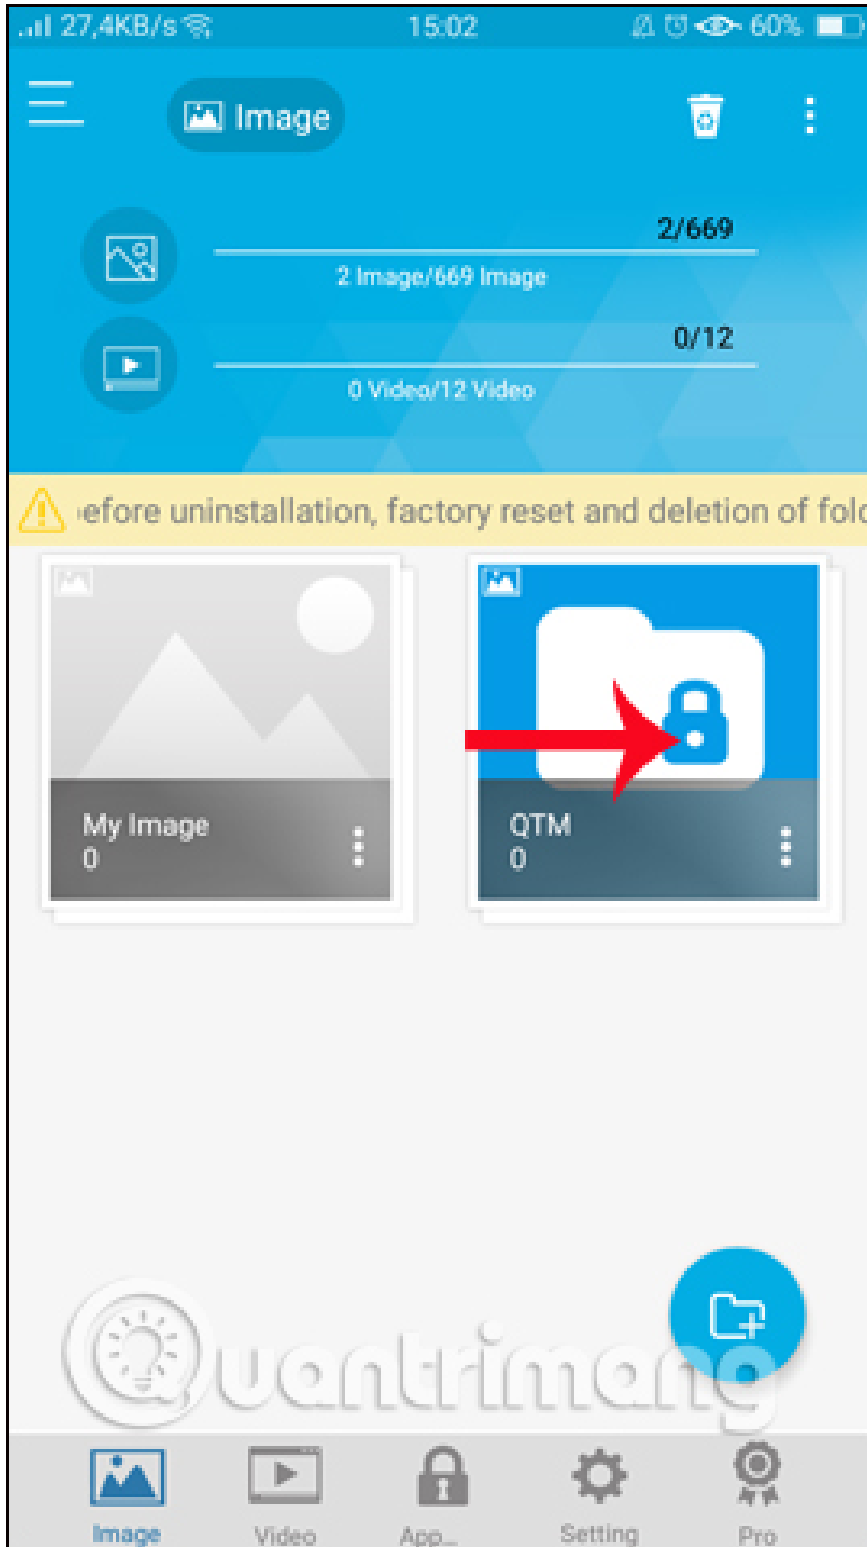 27,4KB/s 15:02 60%
Image
2/669
2 Image/669 Image
0/12
0 Video/12 Video
efore uninstallation, factory reset and deletion of fold
My Image
0
QTM
0
Quantrimang
Image Video App... Setting Pro